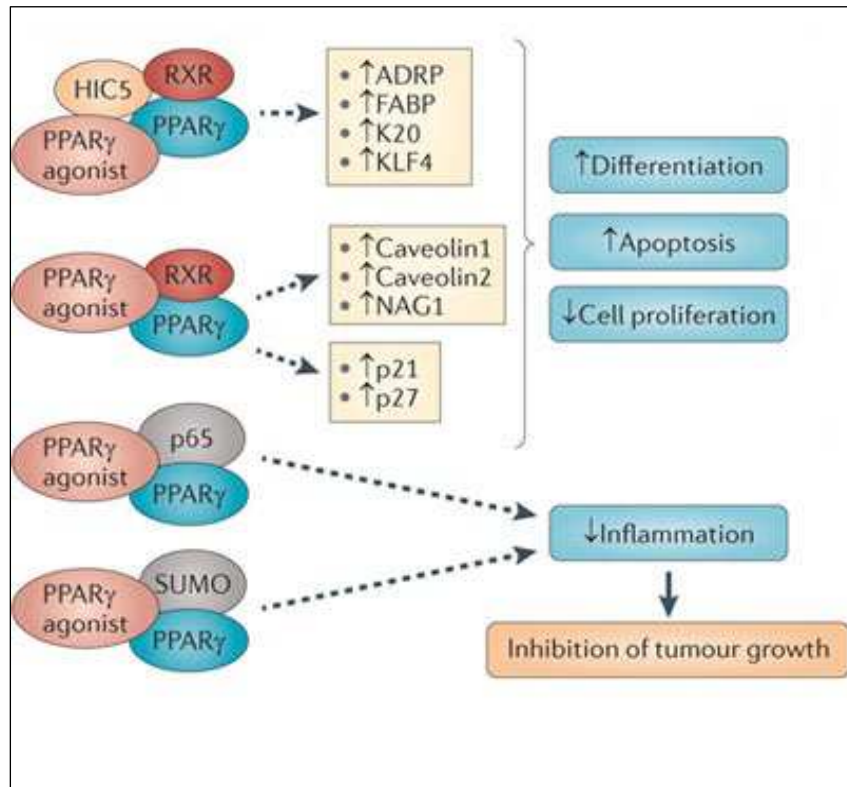 HIC5
RXR
PPARγ
agonist
PPARγ
• ↑ADRP
• ↑FABP
• ↑K20
• ↑KLF4
PPARγ
agonist
RXR
PPARγ
• ↑Caveolin1
• ↑Caveolin2
• ↑NAG1
• ↑p21
• ↑p27
↑Differentiation
↑Apoptosis
↓Cell proliferation
PPARγ
agonist
p65
PPARγ
PPARγ
agonist
SUMO
PPARγ
↓Inflammation
Inhibition of tumour growth